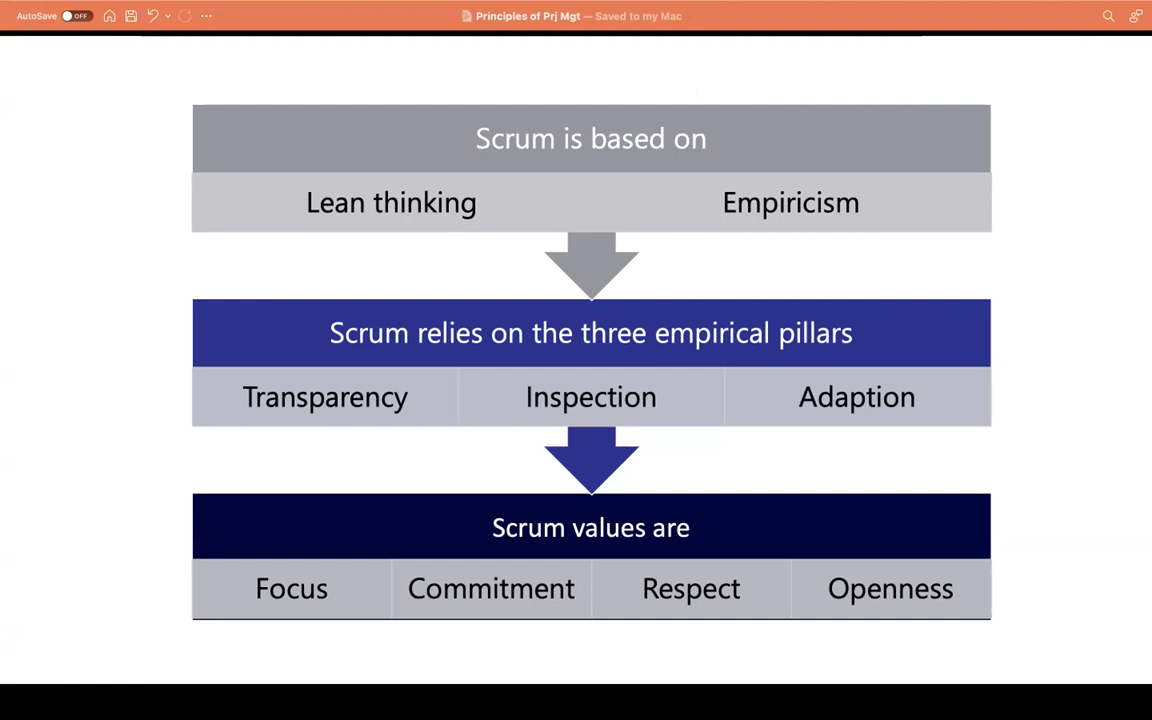 AutoSave OFF
Principles of Prj Mgt — Saved to my Mac
Scrum is based on
Lean thinking Empiricism
Scrum relies on the three empirical pillars
Transparency Inspection Adaption
Scrum values are
Focus Commitment Respect Openness